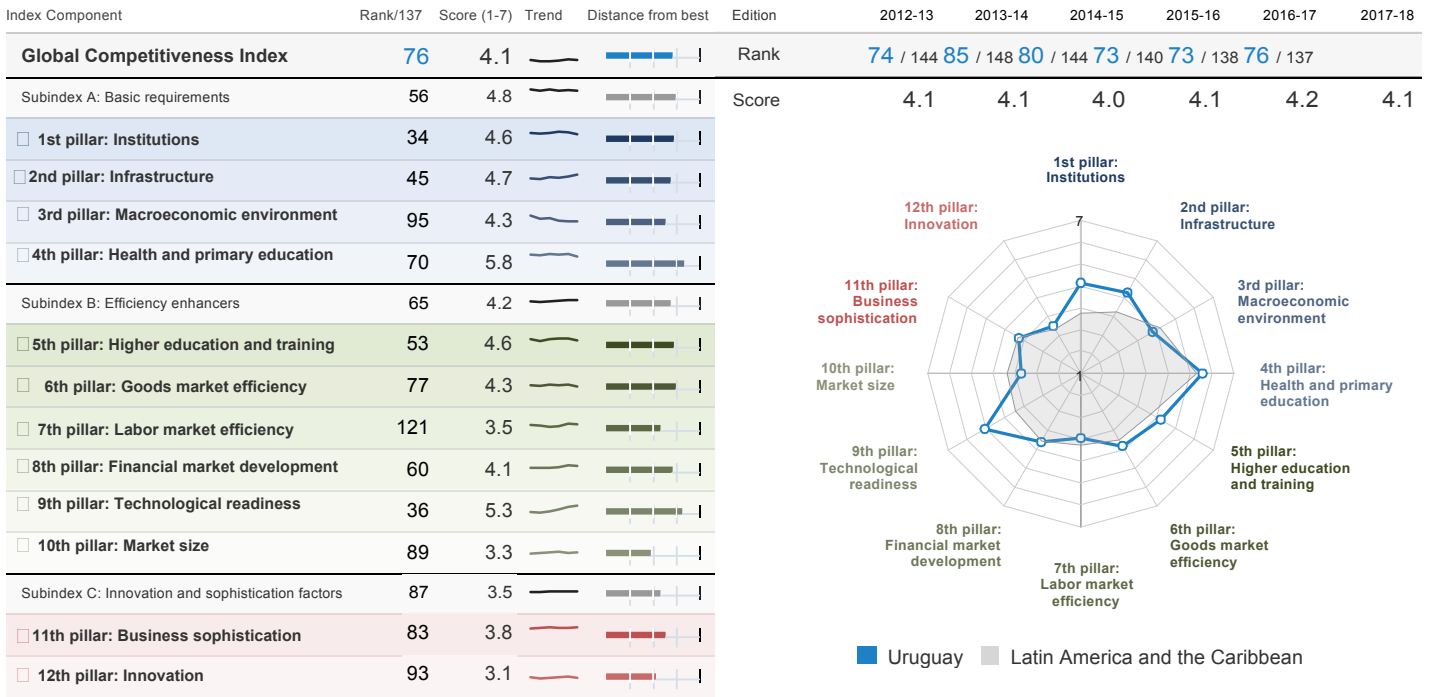 Index Component Rank/137 Score (1-7) Trend Distance from best
Global Competitiveness Index 76 4.1
Subindex A: Basic requirements 56 4.8
1st pillar: Institutions 34 4.6
2nd pillar: Infrastructure 45 4.7
3rd pillar: Macroeconomic environment 95 4.3
4th pillar: Health and primary education 70 5.8
Subindex B: Efficiency enhancers 65 4.2
5th pillar: Higher education and training 53 4.6
6th pillar: Goods market efficiency 77 4.3
7th pillar: Labor market efficiency 121 3.5
8th pillar: Financial market development 60 4.1
9th pillar: Technological readiness 36 5.3
10th pillar: Market size 89 3.3
Subindex C: Innovation and sophistication factors 87 3.5
11th pillar: Business sophistication 83 3.8
12th pillar: Innovation 93 3.1
Edition 2012-13 2013-14 2014-15 2015-16 2016-17 2017-18
Rank 74 / 144 85 / 148 80 / 144 73 / 140 73 / 138 76 / 137
Score 4.1 4.1 4.0 4.1 4.2 4.1
1st pillar:
Institutions
2nd pillar:
Infrastructure
3rd pillar:
Macroeconomic
environment
4th pillar:
Health and primary
education
5th pillar:
Higher education
and training
6th pillar:
Goods market
efficiency
7th pillar:
Labor market
efficiency
8th pillar:
Financial market
development
9th pillar:
Technological
readiness
10th pillar:
Market size
11th pillar:
Business
sophistication
12th pillar:
Innovation
7
1
Uruguay Latin America and the Caribbean